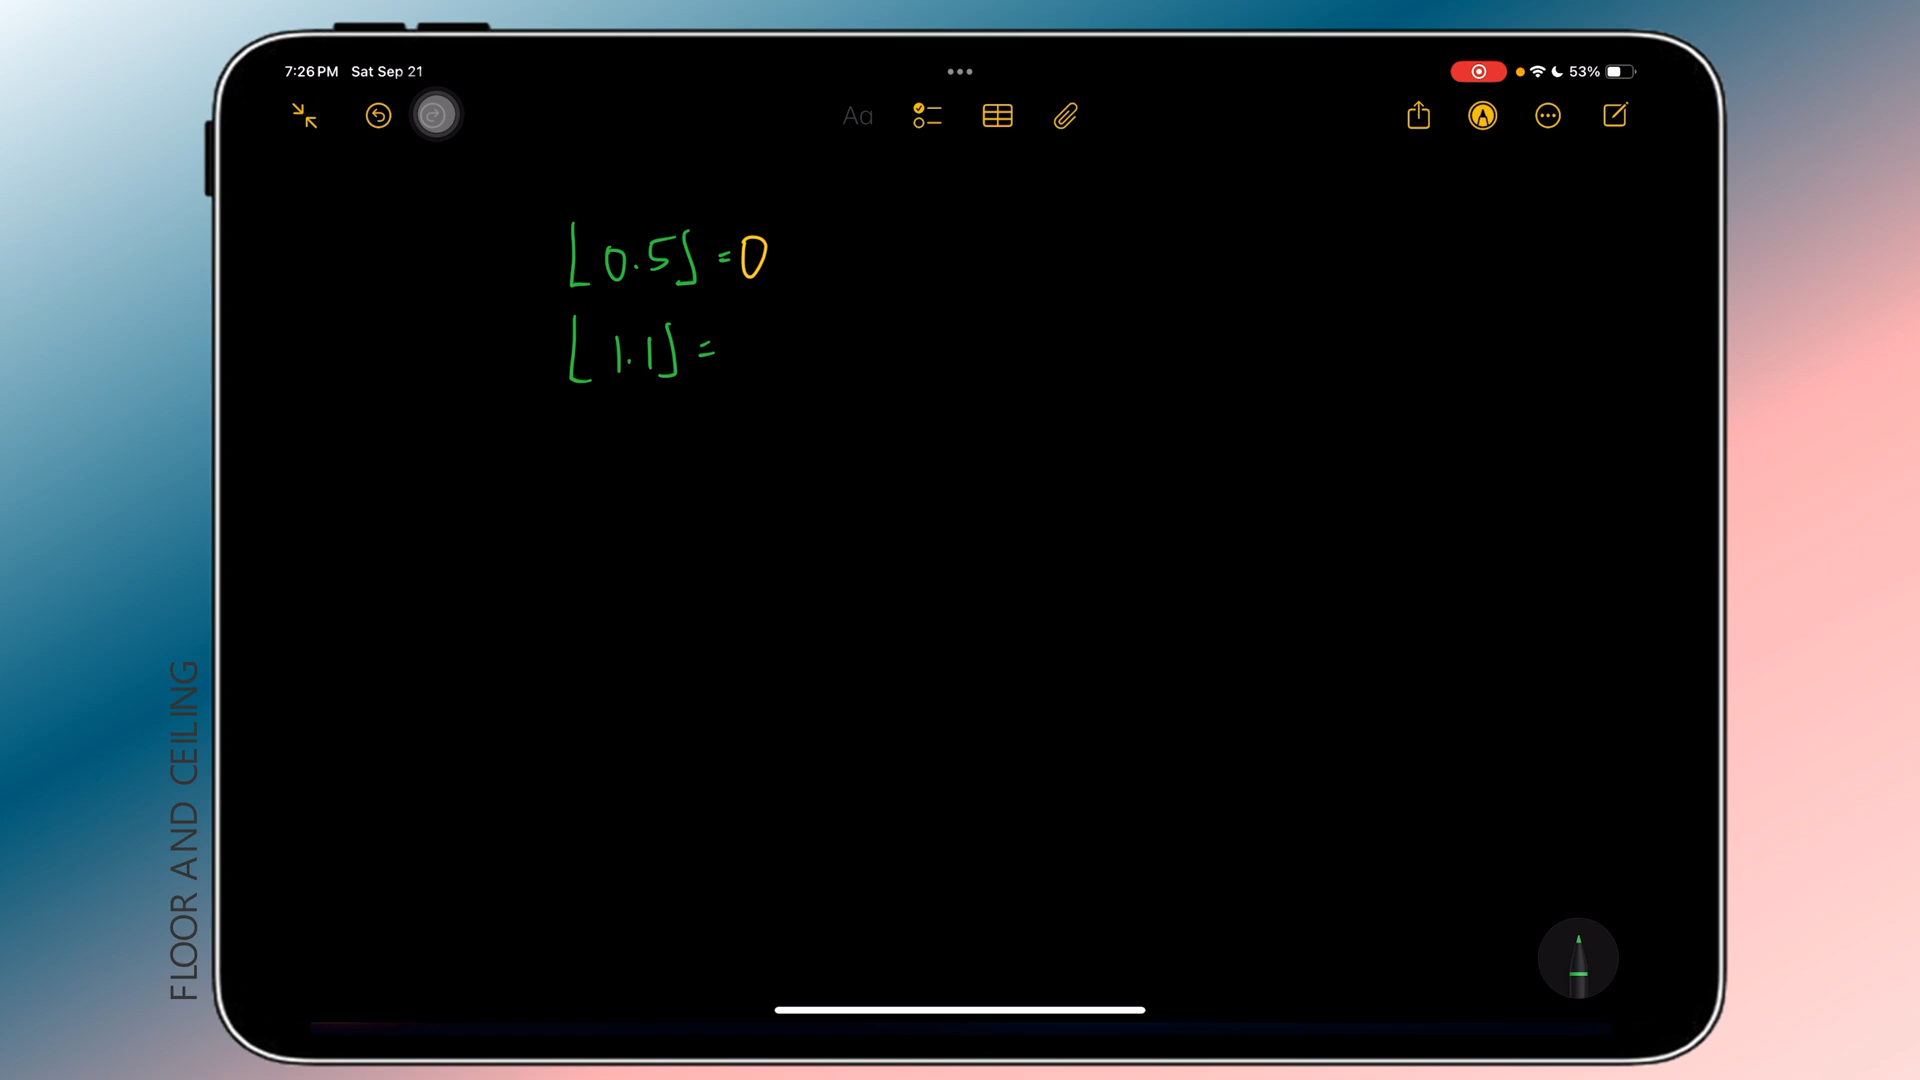 7:26 PM Sat Sep 21
53%
Aa
⌊0.5⌋ = 0
⌊1.1⌋ =
FLOOR AND CEILING